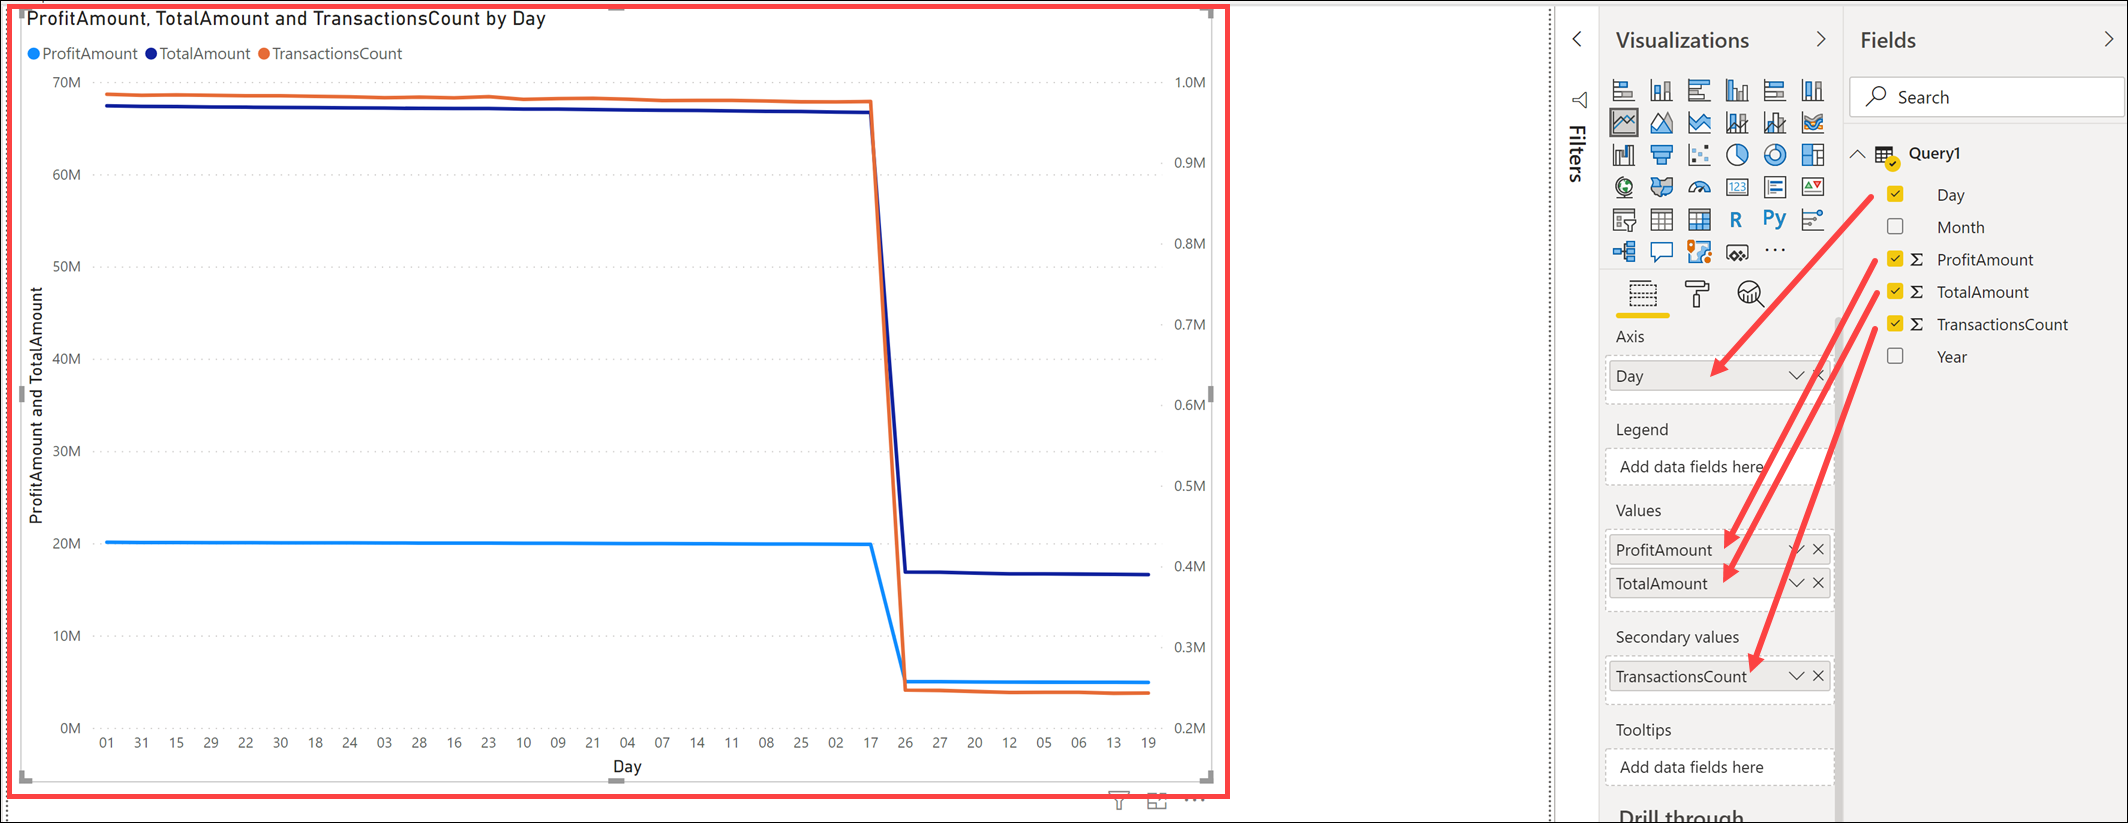 ProfitAmount, TotalAmount and TransactionsCount by Day
ProfitAmount TotalAmount TransactionsCount
70M
60M
50M
40M
30M
20M
10M
0M
ProfitAmount and TotalAmount
1.0M
0.9M
0.8M
0.7M
0.6M
0.5M
0.4M
0.3M
0.2M
01 31 15 29 22 30 18 24 03 28 16 23 10 09 21 04 07 14 11 08 25 02 17 26 27 20 12 05 06 13 19
Day
Filters
Visualizations
123
R
Py
Axis
Day
Legend
Add data fields here
Values
ProfitAmount
TotalAmount
Secondary values
TransactionsCount
Tooltips
Add data fields here
Drill through
Fields
Search
Query1
Day
Month
Σ ProfitAmount
Σ TotalAmount
Σ TransactionsCount
Year